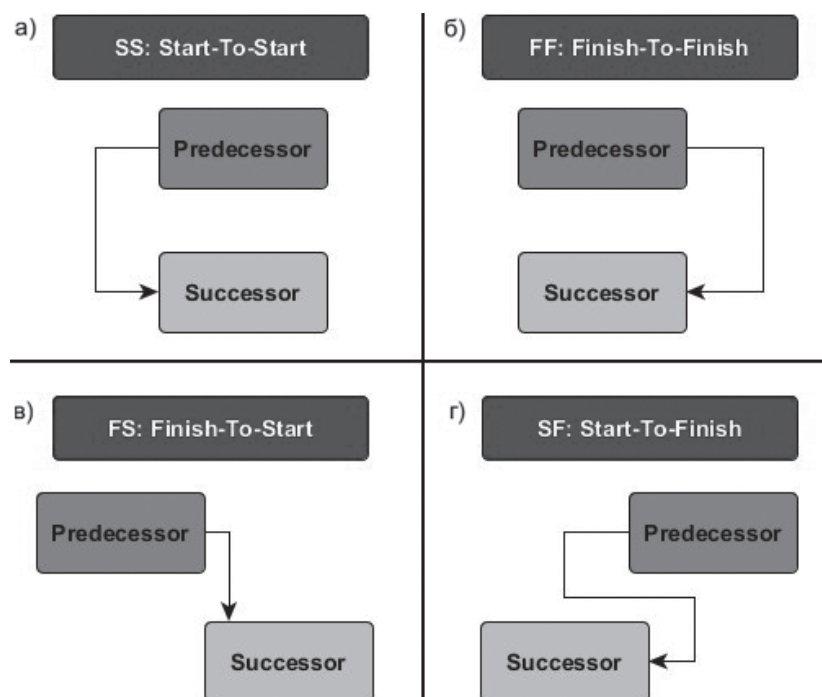 а)
SS: Start-To-Start
Predecessor
Successor
б)
FF: Finish-To-Finish
Predecessor
Successor
в)
FS: Finish-To-Start
Predecessor
Successor
г)
SF: Start-To-Finish
Predecessor
Successor